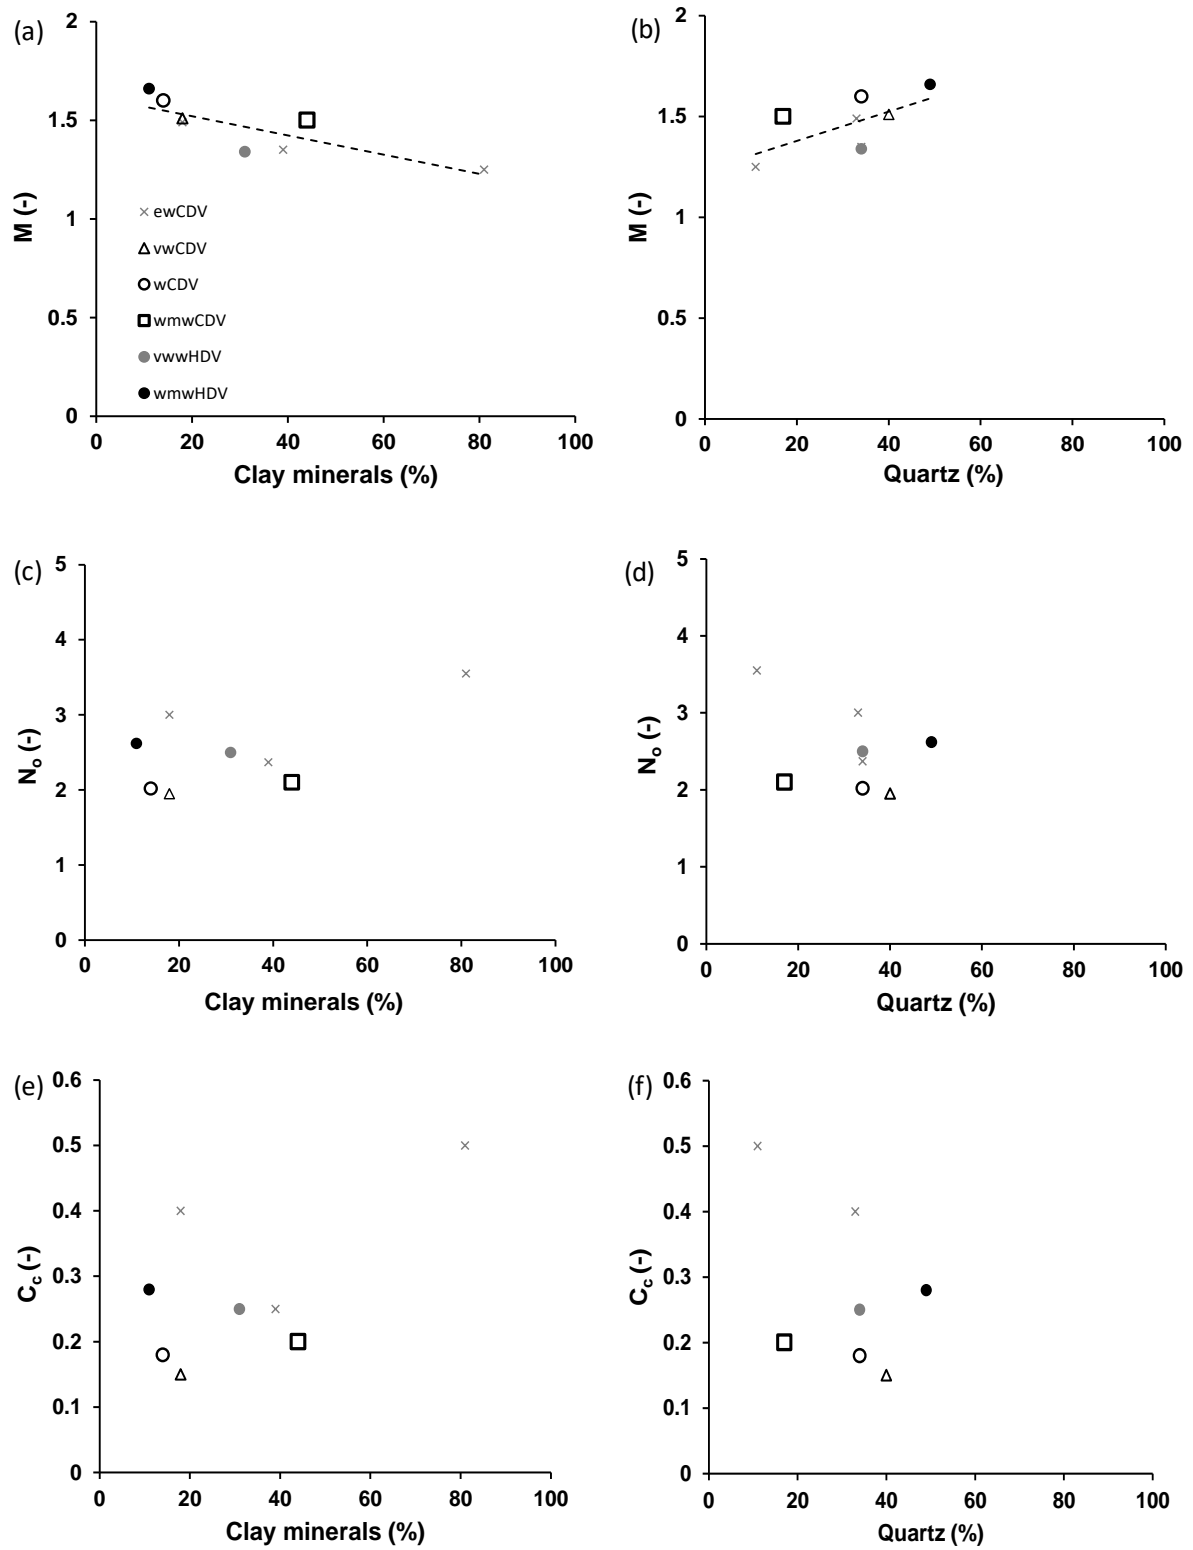 (a)
2
1.5
1
0.5
0
M (-)
ewCDV
vwCDV
wCDV
wmwCDV
vwwHDV
wmwHDV
0 20 40 60 80 100
Clay minerals (%)
(b)
2
1.5
1
0.5
0
M (-)
0 20 40 60 80 100
Quartz (%)
(c)
5
4
3
2
1
0
No (-)
0 20 40 60 80 100
Clay minerals (%)
(d)
5
4
3
2
1
0
No (-)
0 20 40 60 80 100
Quartz (%)
(e)
0.6
0.5
0.4
0.3
0.2
0.1
0
Cc (-)
0 20 40 60 80 100
Clay minerals (%)
(f)
0.6
0.5
0.4
0.3
0.2
0.1
0
Cc (-)
0 20 40 60 80 100
Quartz (%)